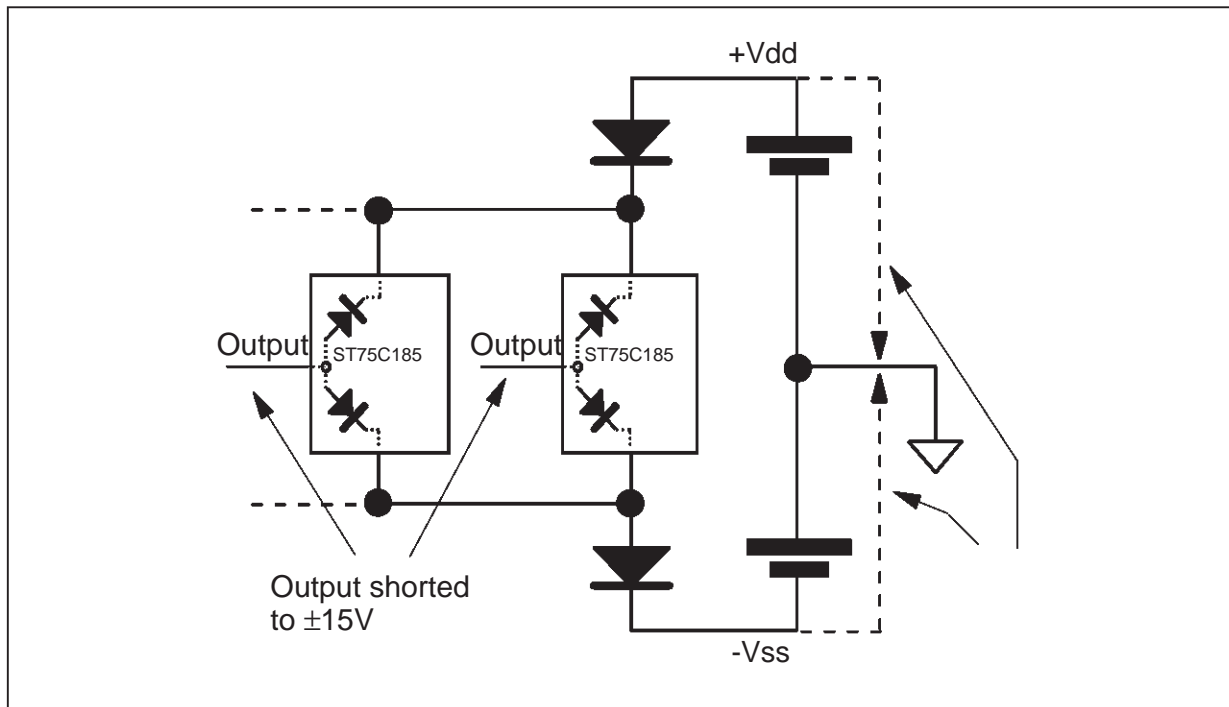 +Vdd
Output
ST75C185
Output
ST75C185
Output shorted
to ±15V
-Vss